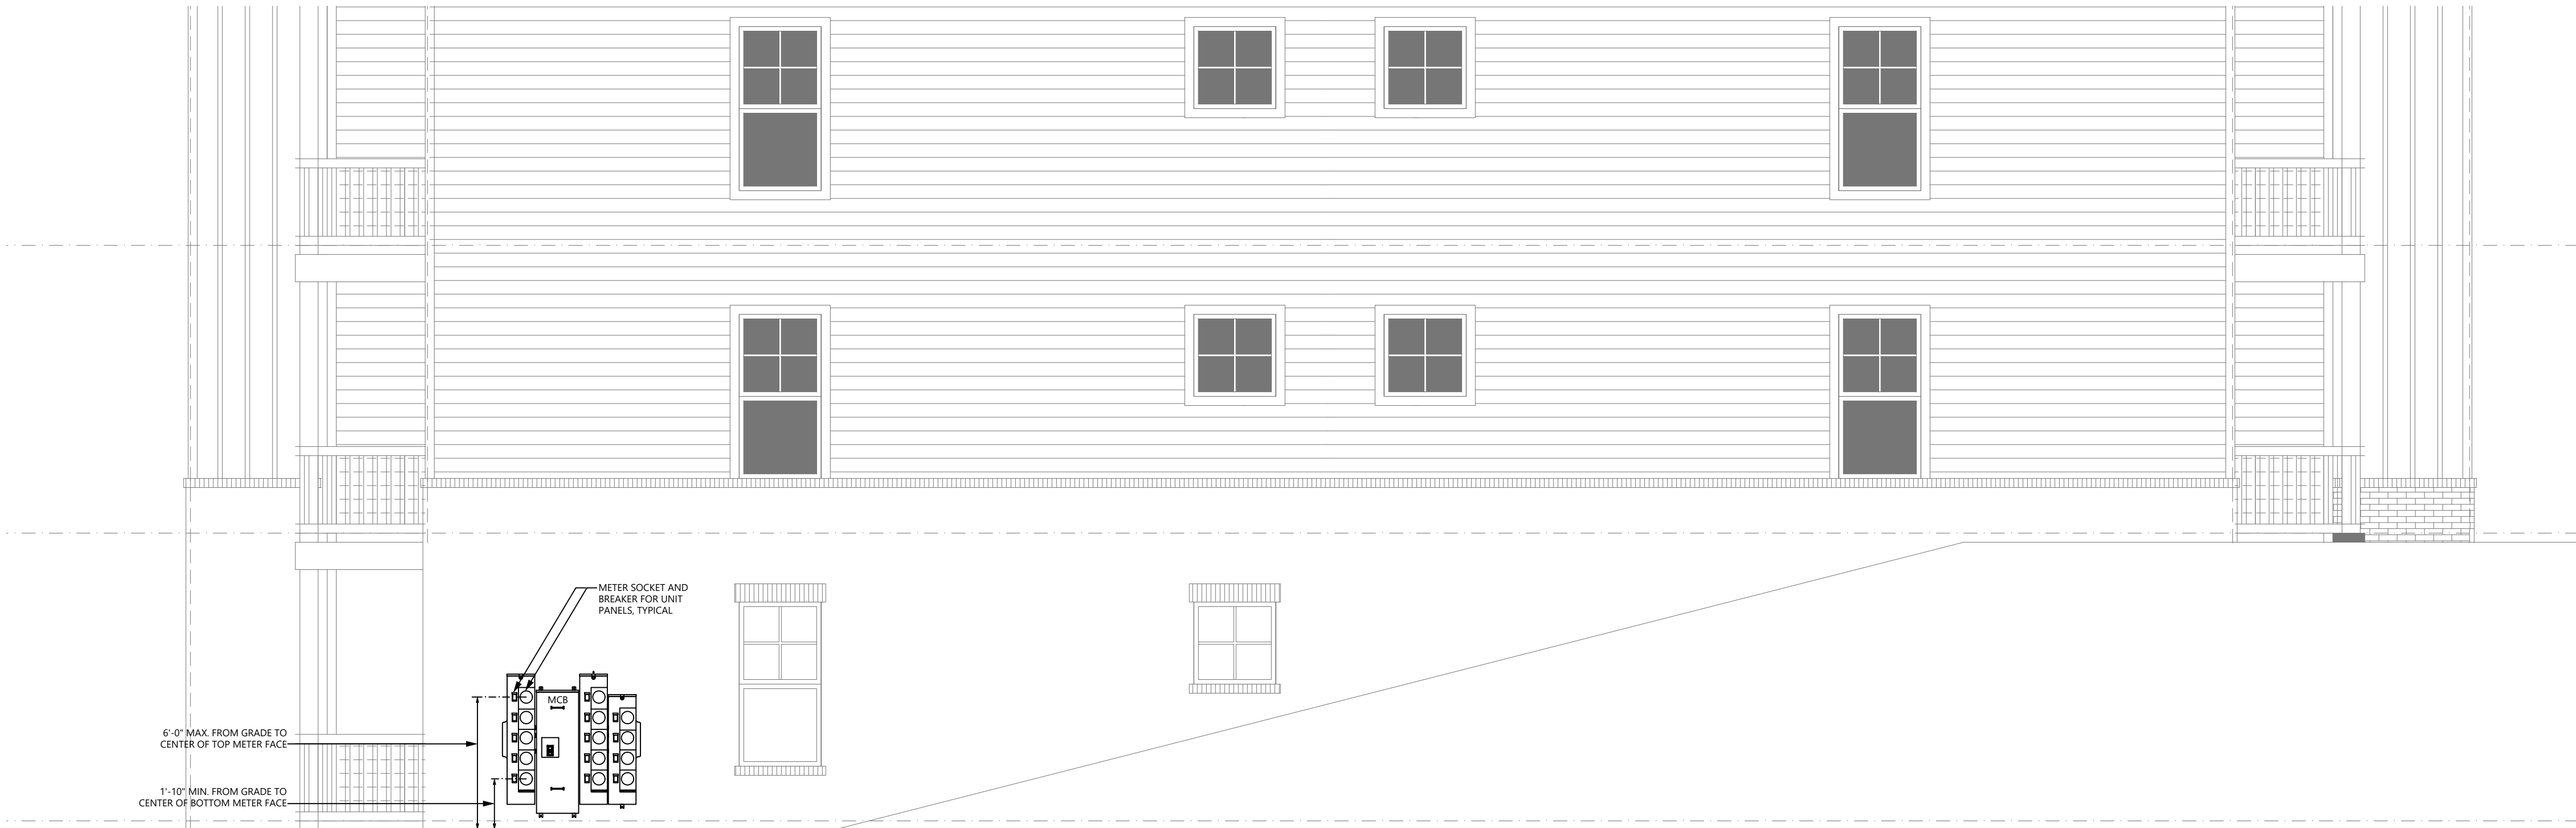 METER SOCKET AND
BREAKER FOR UNIT
PANELS, TYPICAL
MCB
6'-0" MAX. FROM GRADE TO
CENTER OF TOP METER FACE
1'-10" MIN. FROM GRADE TO
CENTER OF BOTTOM METER FACE